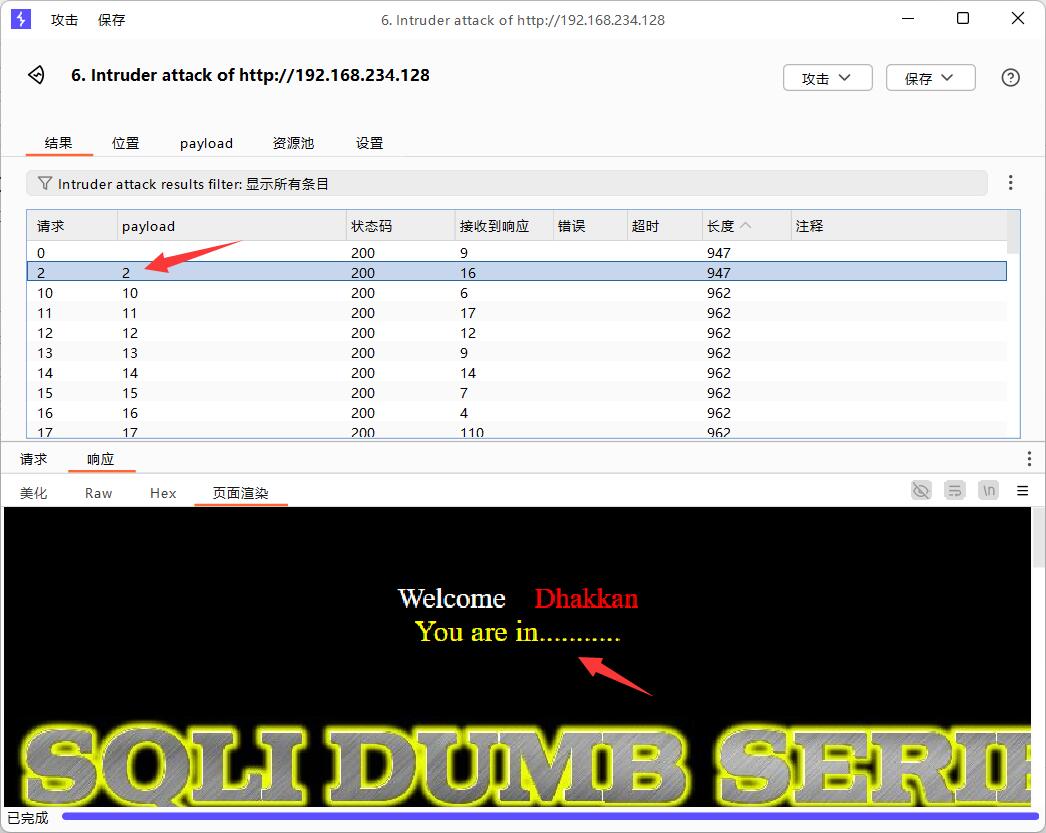 攻击 保存 6. Intruder attack of http://192.168.234.128
6. Intruder attack of http://192.168.234.128 攻击 保存
结果 位置 payload 资源池 设置
Intruder attack results filter: 显示所有条目
请求 payload 状态码 接收到响应 错误 超时 长度 注释
0 200 9 947
2 2 200 16 947
10 10 200 6 962
11 11 200 17 962
12 12 200 12 962
13 13 200 9 962
14 14 200 14 962
15 15 200 7 962
16 16 200 4 962
17 17 200 110 962
请求 响应
美化 Raw Hex 页面渲染 \n
Welcome Dhakkan
You are in...........
SQLI DUMB SERIE
已完成